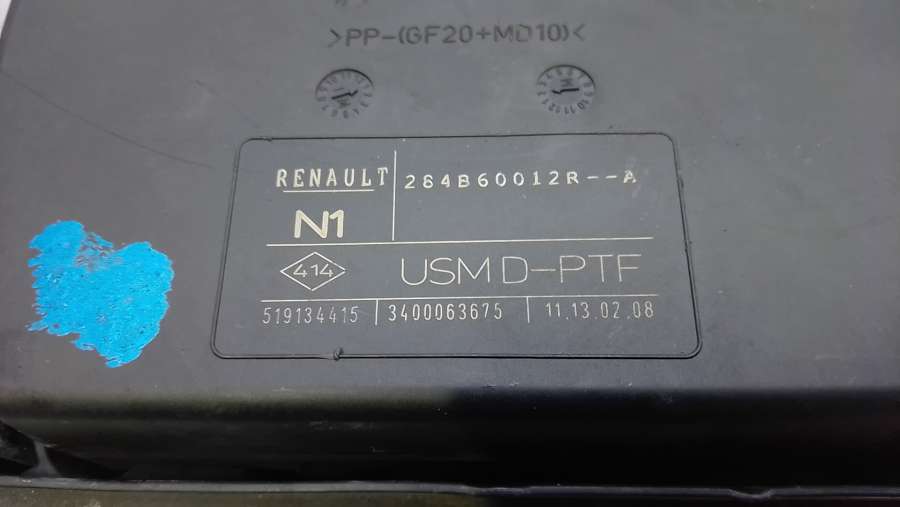 >PP-(GF20+MD10)<
RENAULT 284B60012R--A
N1
414 USM D-PTF
519134415 3400063675 11.13.02.08